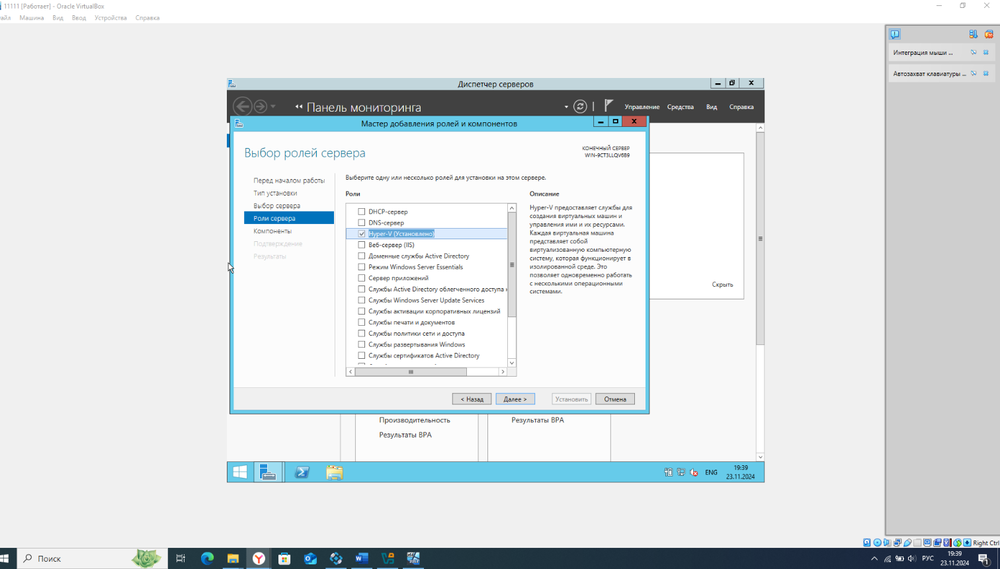 11111 [Работает] - Oracle VirtualBox
Машина Вид Ввод Устройства Справка
Интеграция мыши ...
Автозахват клавиатуры ...
Диспетчер серверов
Панель мониторинга
Управление Средства Вид Справка
Мастер добавления ролей и компонентов
Выбор ролей сервера
КОНЕЧНЫЙ СЕРВЕР
WIN-9CT3LLQV6B9
Перед началом работы
Тип установки
Выбор сервера
Роли сервера
Компоненты
Подтверждение
Результаты
Выберите одну или несколько ролей для установки на этом сервере.
Роли
DHCP-сервер
DNS-сервер
Hyper-V (Установлено)
Веб-сервер (IIS)
Доменные службы Active Directory
Режим Windows Server Essentials
Сервер приложений
Службы Active Directory облегченного доступа
Службы Windows Server Update Services
Службы активации корпоративных лицензий
Службы печати и документов
Службы политики сети и доступа
Службы развертывания Windows
Службы сертификатов Active Directory
Описание
Hyper-V предоставляет службы для
создания виртуальных машин и
управления ими и их ресурсами.
Каждая виртуальная машина
представляет собой
виртуализованную компьютерную
систему, которая функционирует в
изолированной среде. Это
позволяет одновременно работать
с несколькими операционными
системами.
Скрыть
< Назад
Далее >
Установить
Отмена
Производительность
Результаты BPA
Результаты BPA
ENG
19:39
23.11.2024
Right Ctrl
Поиск
РУС
19:39
23.11.2024
1